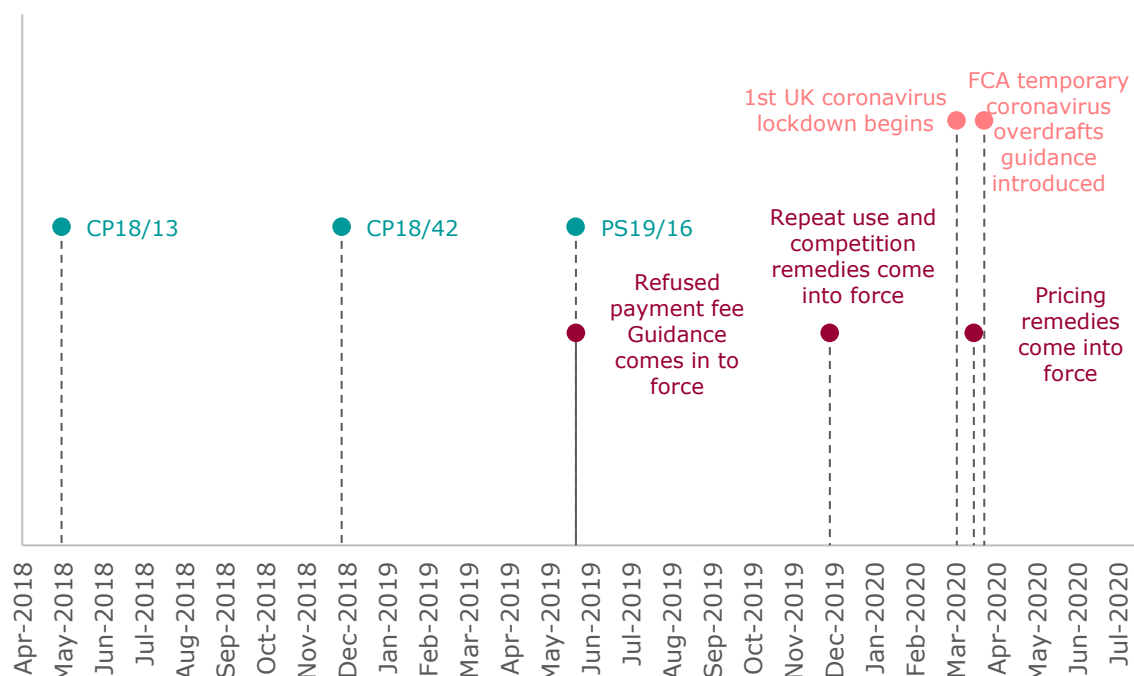 1st UK coronavirus
lockdown begins
FCA temporary
coronavirus
overdrafts
guidance
introduced
CP18/13
CP18/42
PS19/16
Repeat use and
competition
remedies come
into force
Refused
payment fee
Guidance
comes in to
force
Pricing
remedies
come into
force
Apr-2018
May-2018
Jun-2018
Jul-2018
Aug-2018
Sep-2018
Oct-2018
Nov-2018
Dec-2018
Jan-2019
Feb-2019
Mar-2019
Apr-2019
May-2019
Jun-2019
Jul-2019
Aug-2019
Sep-2019
Oct-2019
Nov-2019
Dec-2019
Jan-2020
Feb-2020
Mar-2020
Apr-2020
May-2020
Jun-2020
Jul-2020